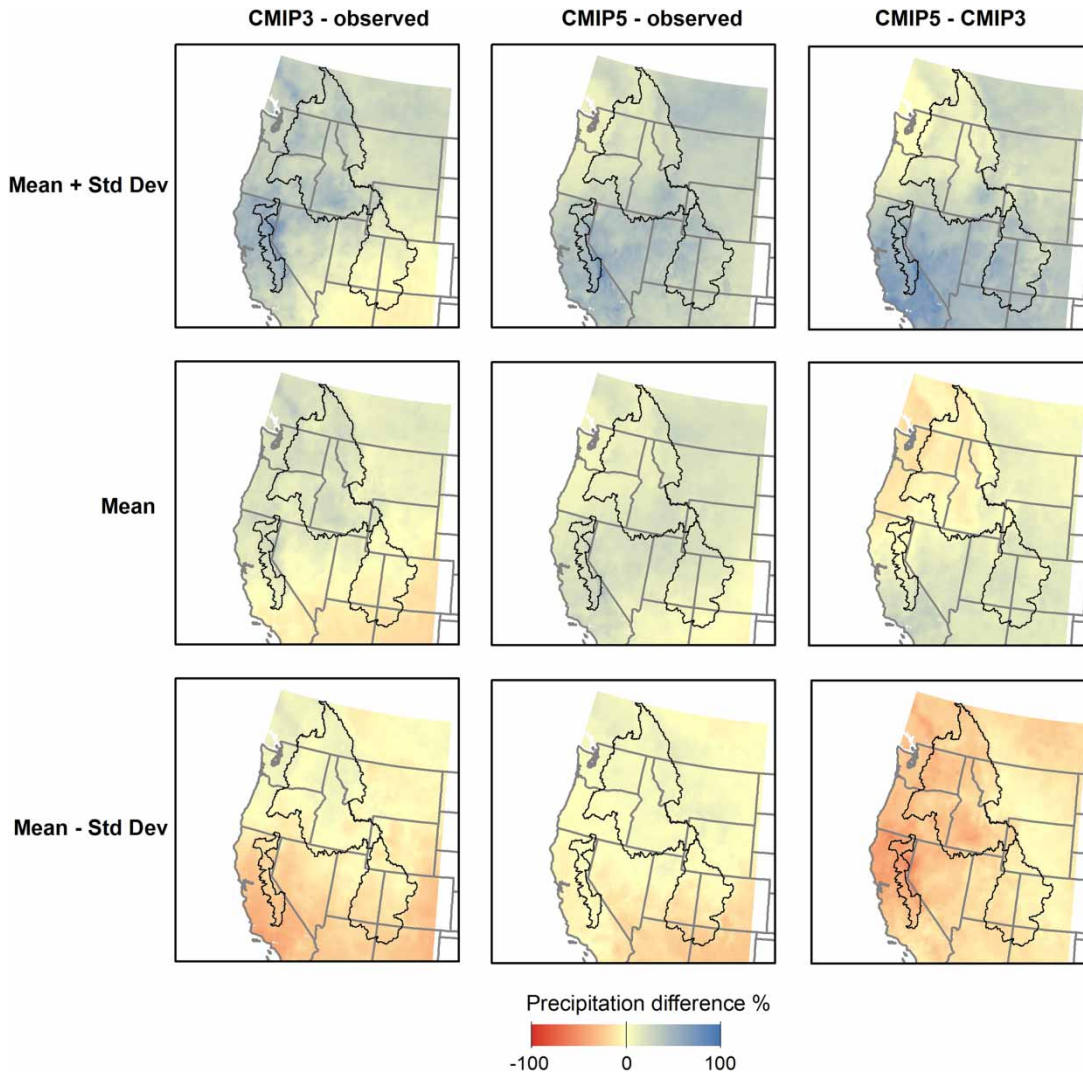 CMIP3 - observed
CMIP5 - observed
CMIP5 - CMIP3
Mean + Std Dev
Mean
Mean - Std Dev
Precipitation difference %
-100
0
100